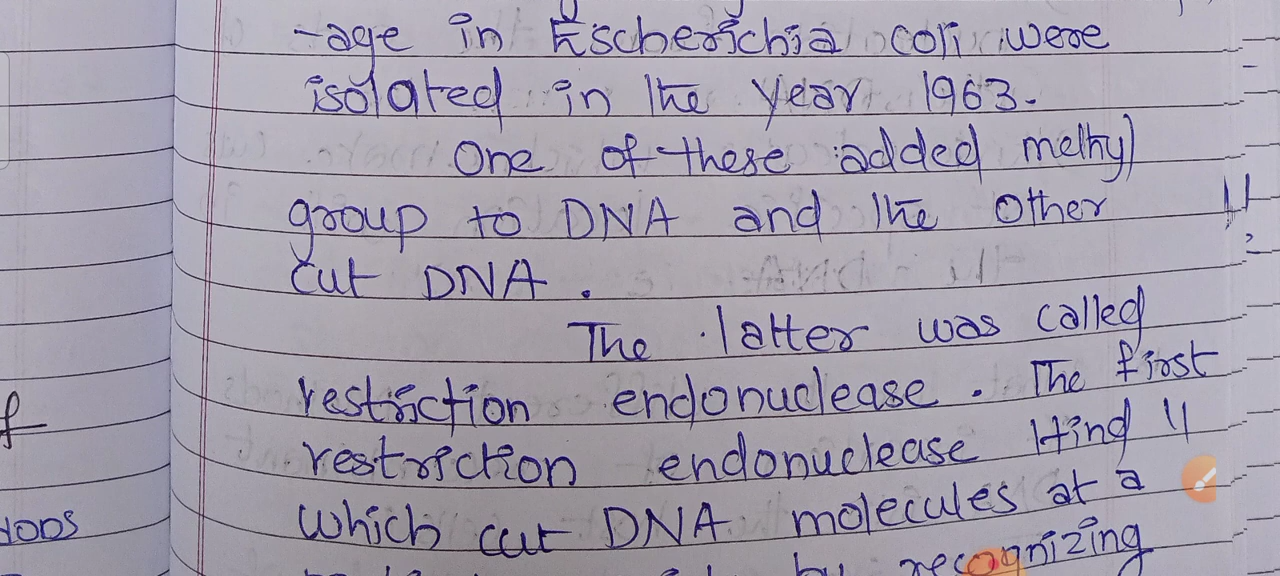 -age in Escherichia coli were
isolated in the year 1963.
One of these added methyl
group to DNA and the other
cut DNA.
The latter was called
restriction endonuclease. The first
restriction endonuclease Hind II
which cut DNA molecules at a
by recognizing